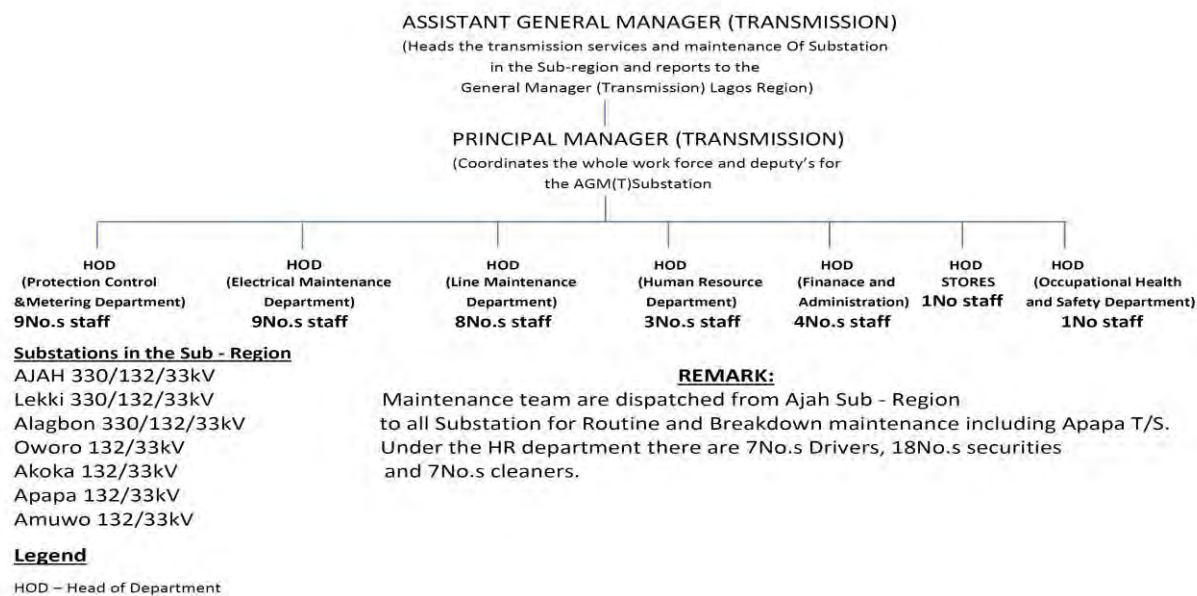 ASSISTANT GENERAL MANAGER (TRANSMISSION)
(Heads the transmission services and maintenance Of Substation
in the Sub-region and reports to the
General Manager (Transmission) Lagos Region)
PRINCIPAL MANAGER (TRANSMISSION)
(Coordinates the whole work force and deputy's for
the AGM(T)Substation
HOD
(Protection Control
&Metering Department)
9No.s staff
HOD
(Electrical Maintenance
Department)
9No.s staff
HOD
(Line Maintenance
Department)
8No.s staff
HOD
(Human Resource
Department)
3No.s staff
HOD
(Finanace and
Administration)
4No.s staff
HOD
STORES
1No staff
HOD
(Occupational Health
and Safety Department)
1No staff
Substations in the Sub - Region
AJAH 330/132/33kV
Lekki 330/132/33kV
Alagbon 330/132/33kV
Oworo 132/33kV
Akoka 132/33kV
Apapa 132/33kV
Amuwo 132/33kV
REMARK:
Maintenance team are dispatched from Ajah Sub - Region
to all Substation for Routine and Breakdown maintenance including Apapa T/S.
Under the HR department there are 7No.s Drivers, 18No.s securities
and 7No.s cleaners.
Legend
HOD – Head of Department